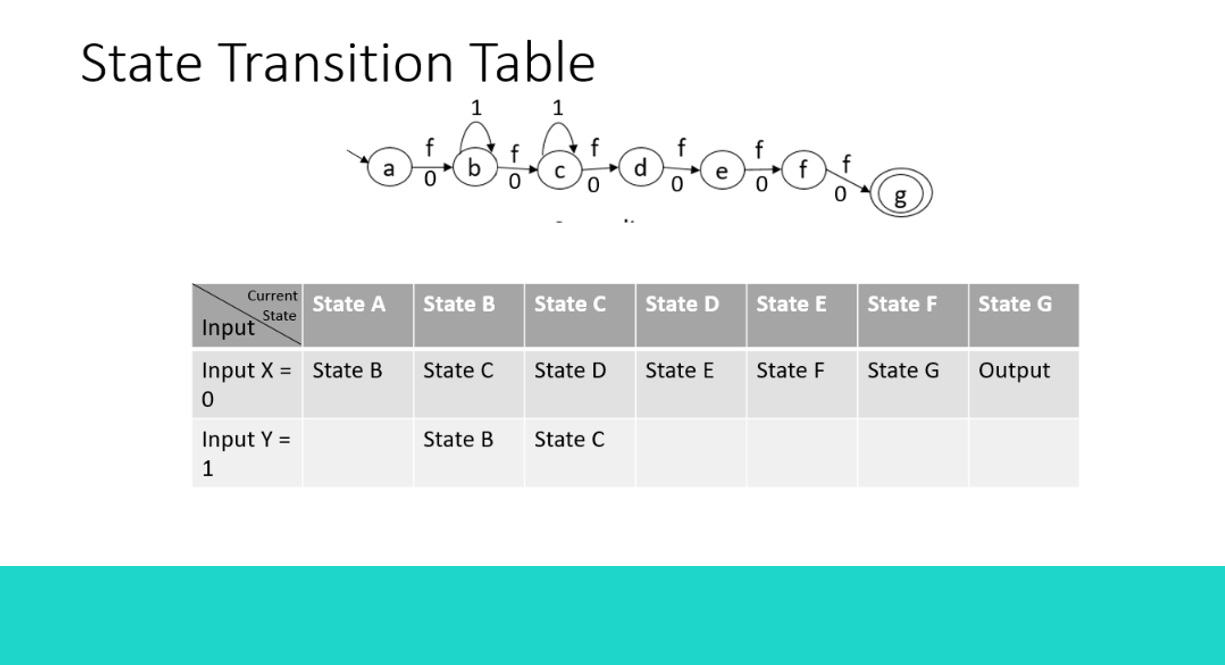 State Transition Table
1 1
f f f f f f
a b c d e f g
0 0 0 0 0 0
Current
State
Input
State A State B State C State D State E State F State G
Input X =
0
State B State C State D State E State F State G Output
Input Y =
1
State B State C